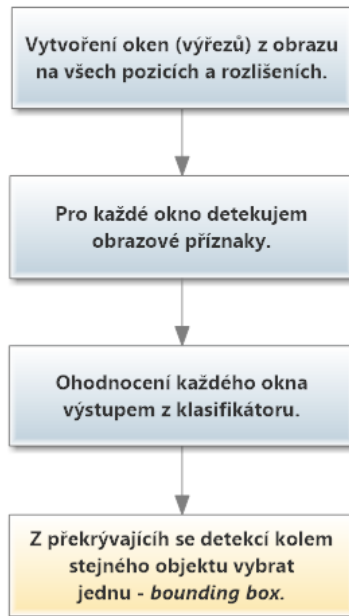 Vytvoření oken (výřezů) z obrazu
na všech pozicích a rozlišeních.
Pro každé okno detekujem
obrazové příznaky.
Ohodnocení každého okna
výstupem z klasifikátoru.
Z překrývajícíh se detekcí kolem
stejného objektu vybrat
jednu - bounding box.